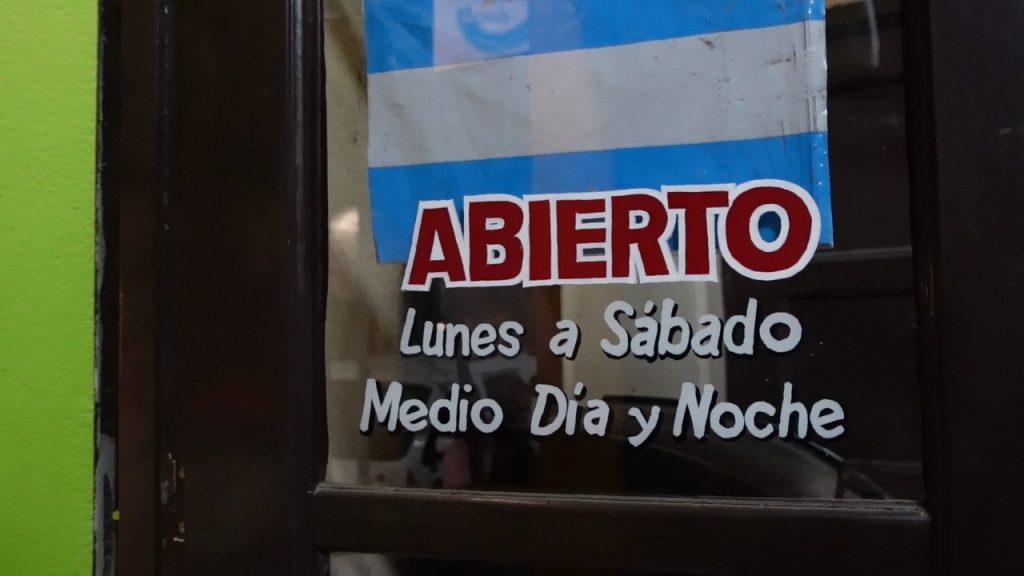 ABIERTO
Lunes a Sábado
Medio Día y Noche